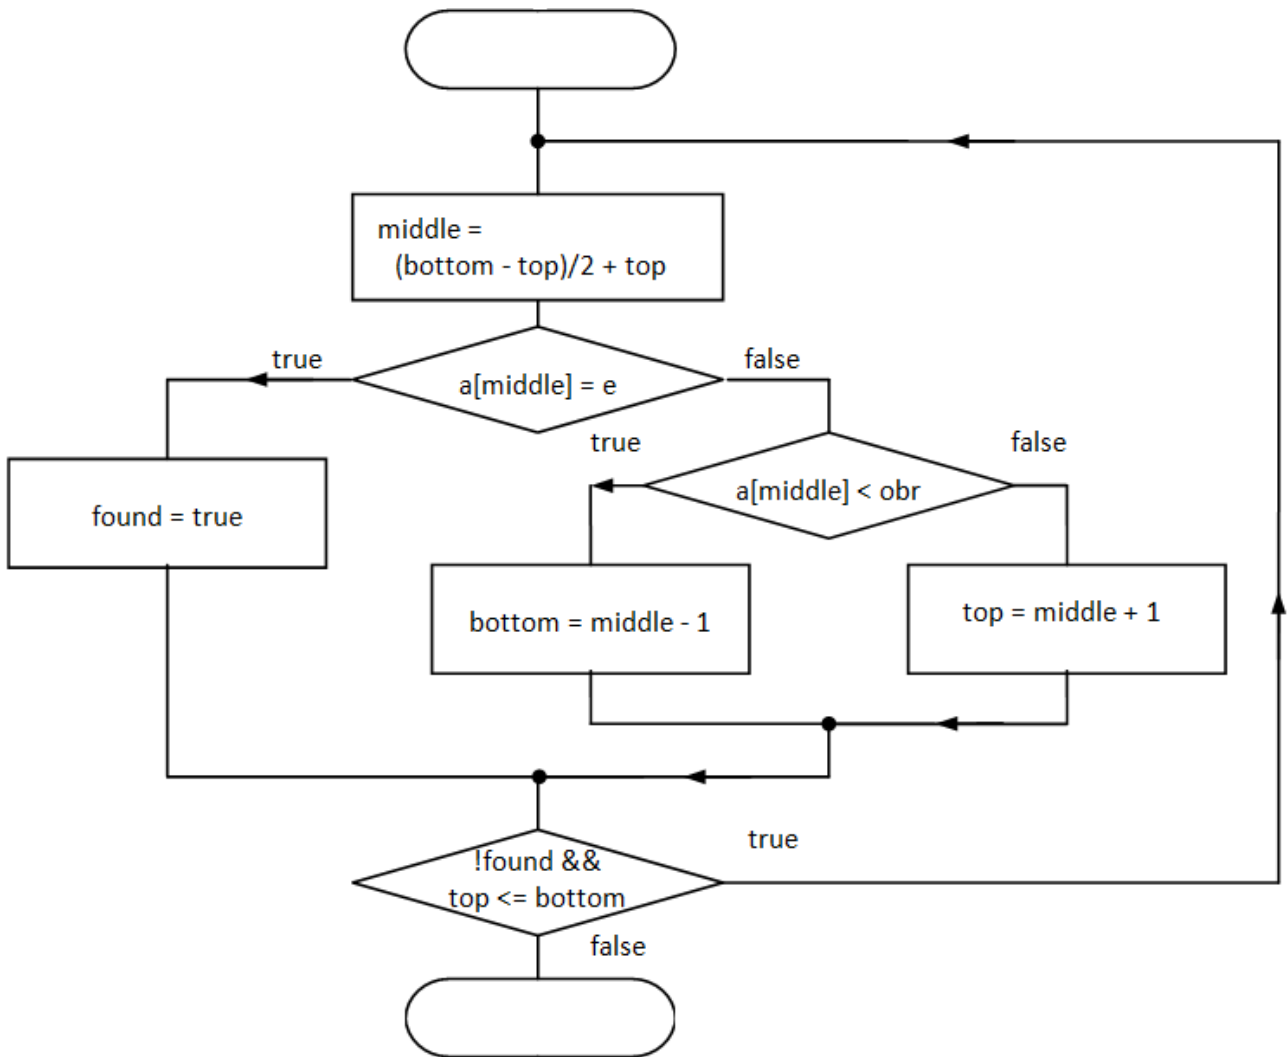 middle =
(bottom - top)/2 + top
true
false
a[middle] = e
true
false
a[middle] < obr
found = true
bottom = middle - 1
top = middle + 1
!found &&
top <= bottom
true
false